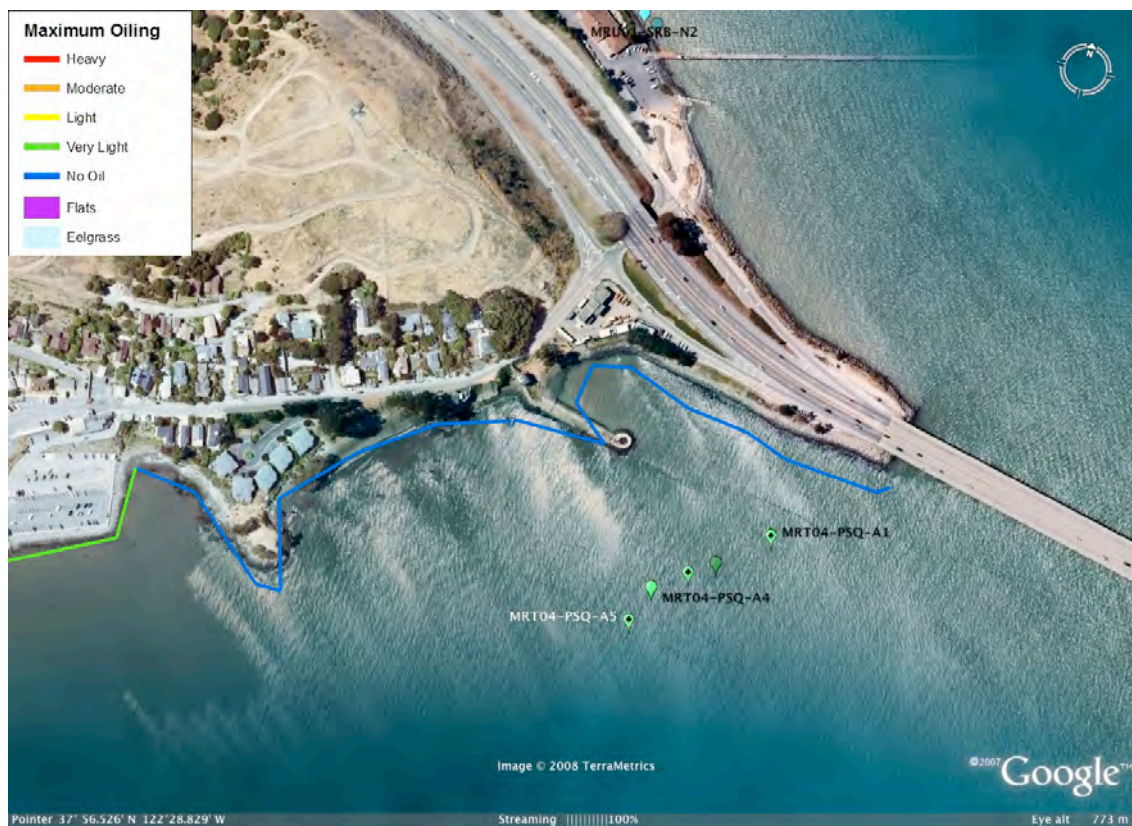 Maximum Oiling
Heavy
Moderate
Light
Very Light
No Oil
Flats
Eelgrass
MRU01-SRB-N2
N
MRT04-PSQ-A1
MRT04-PSQ-A4
MRT04-PSQ-A5
Image © 2008 TerraMetrics
©2007 Google™
Pointer 37° 56.526' N 122°28.829' W Streaming ||||||||| 100% Eye alt 773 m